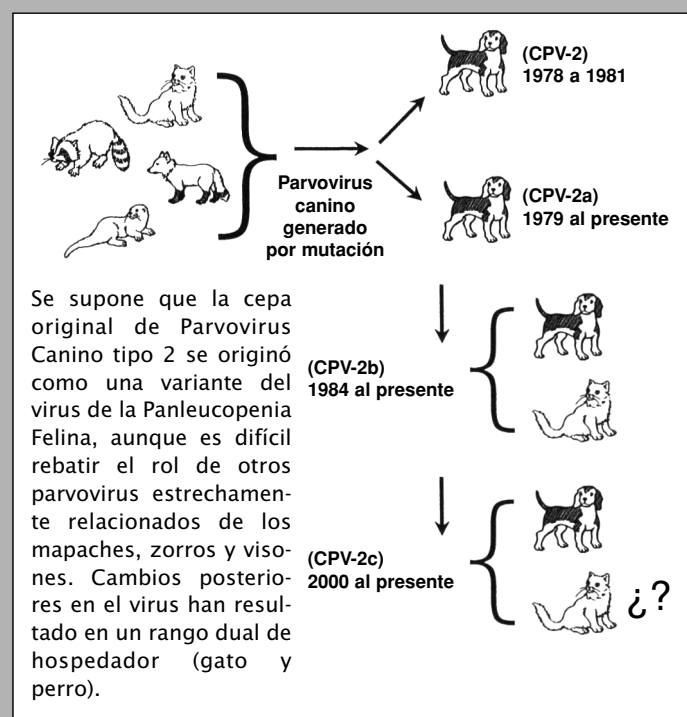 (CPV-2)
1978 a 1981
Parvovirus
canino
generado
por mutación
(CPV-2a)
1979 al presente
Se supone que la cepa
original de Parvovirus
Canino tipo 2 se originó
como una variante del
virus de la Panleucopenia
Felina, aunque es difícil
rebatir el rol de otros
parvovirus estrechamen-
te relacionados de los
mapaches, zorros y viso-
nes. Cambios posterio-
res en el virus han resul-
tado en un rango dual de
hospedador (gato y
perro).
(CPV-2b)
1984 al presente
(CPV-2c)
2000 al presente
¿?